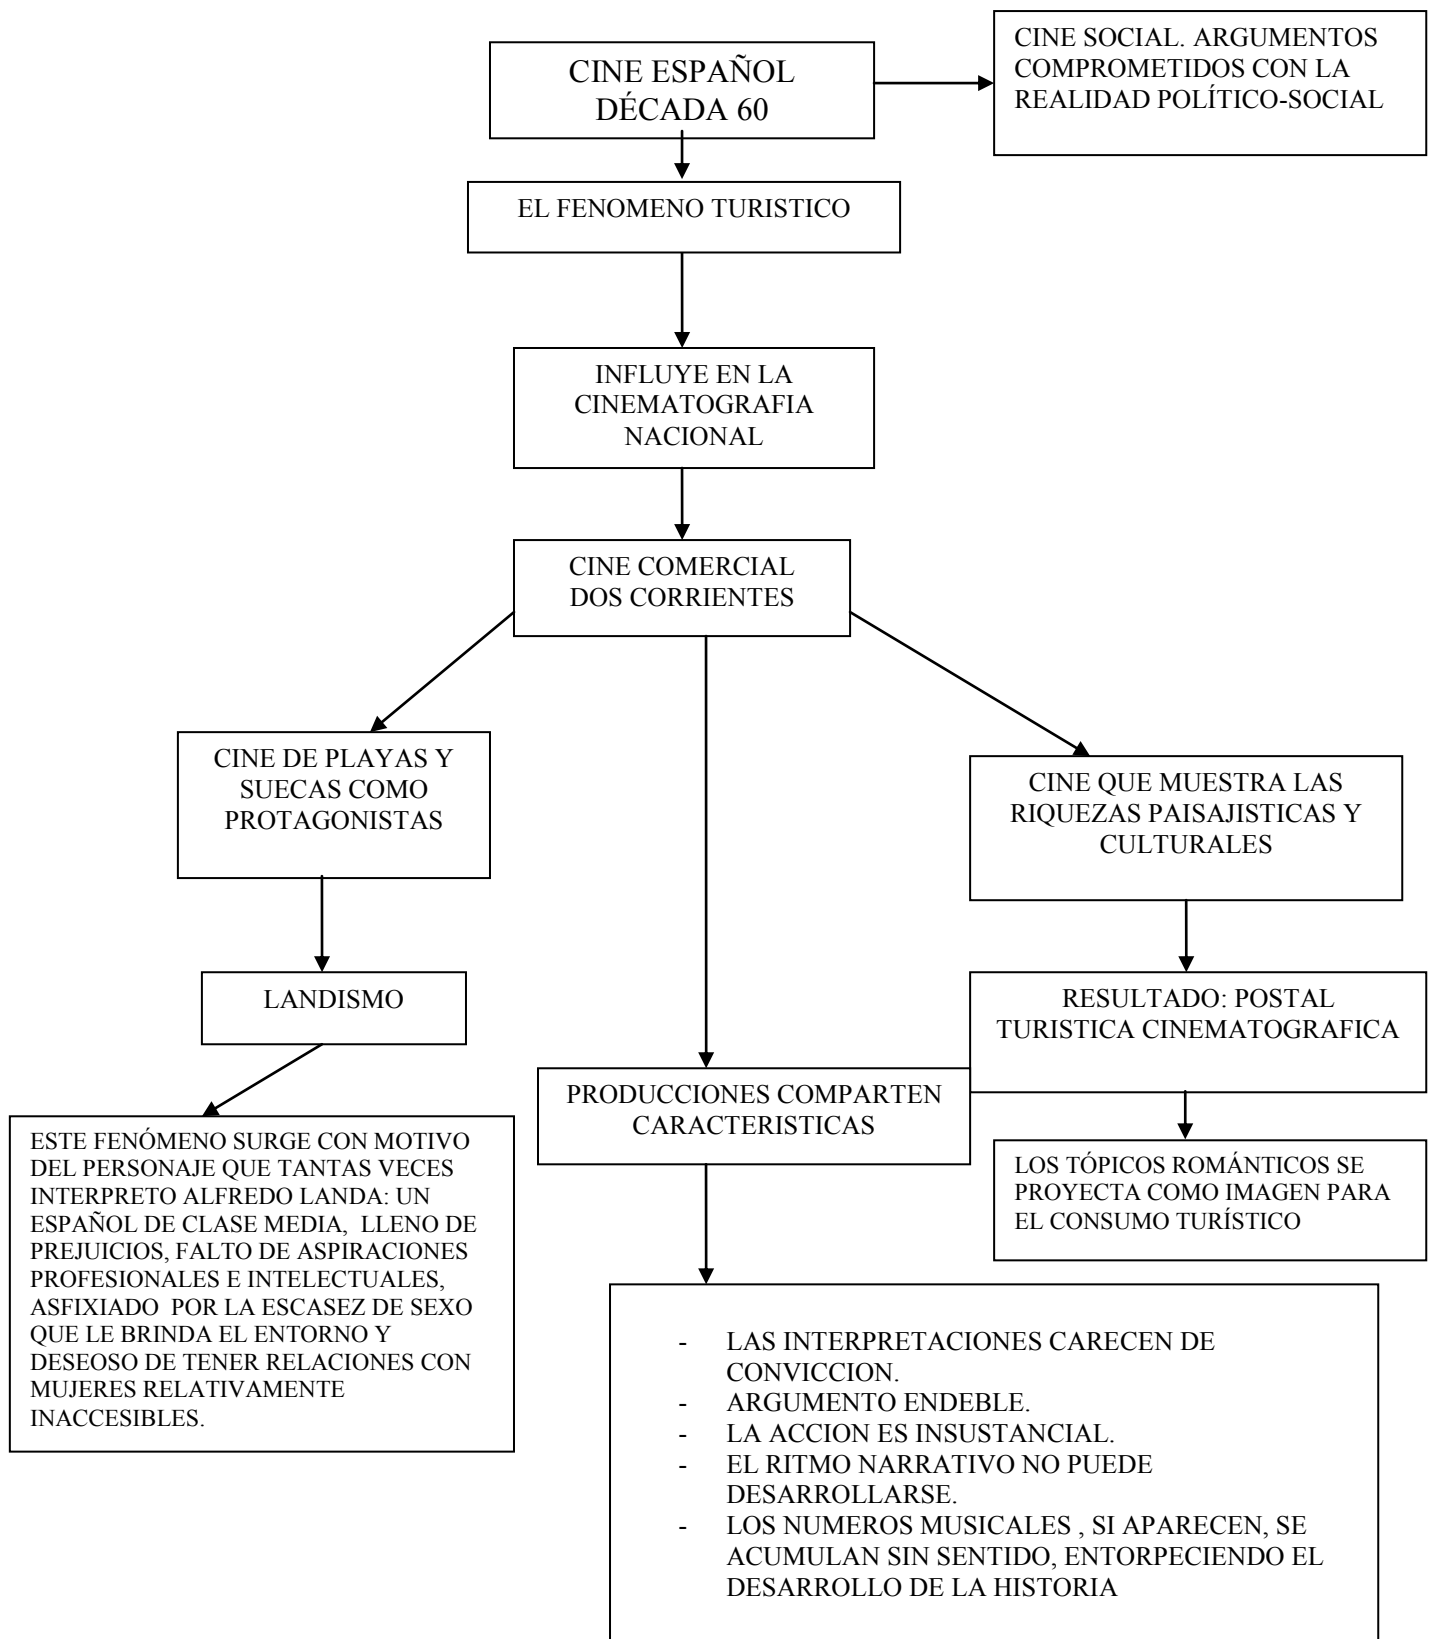 CINE ESPAÑOL
DÉCADA 60
CINE SOCIAL. ARGUMENTOS
COMPROMETIDOS CON LA
REALIDAD POLÍTICO-SOCIAL
EL FENOMENO TURISTICO
INFLUYE EN LA
CINEMATOGRAFIA
NACIONAL
CINE COMERCIAL
DOS CORRIENTES
CINE DE PLAYAS Y
SUECAS COMO
PROTAGONISTAS
CINE QUE MUESTRA LAS
RIQUEZAS PAISAJISTICAS Y
CULTURALES
LANDISMO
RESULTADO: POSTAL
TURISTICA CINEMATOGRAFICA
PRODUCCIONES COMPARTEN
CARACTERISTICAS
ESTE FENÓMENO SURGE CON MOTIVO
DEL PERSONAJE QUE TANTAS VECES
INTERPRETO ALFREDO LANDA: UN
ESPAÑOL DE CLASE MEDIA, LLENO DE
PREJUICIOS, FALTO DE ASPIRACIONES
PROFESIONALES E INTELECTUALES,
ASFIXIADO POR LA ESCASEZ DE SEXO
QUE LE BRINDA EL ENTORNO Y
DESEOSO DE TENER RELACIONES CON
MUJERES RELATIVAMENTE
INACCESIBLES.
LOS TÓPICOS ROMÁNTICOS SE
PROYECTA COMO IMAGEN PARA
EL CONSUMO TURÍSTICO
- LAS INTERPRETACIONES CARECEN DE
CONVICCION.
- ARGUMENTO ENDEBLE.
- LA ACCION ES INSUSTANCIAL.
- EL RITMO NARRATIVO NO PUEDE
DESARROLLARSE.
- LOS NUMEROS MUSICALES , SI APARECEN, SE
ACUMULAN SIN SENTIDO, ENTORPECIENDO EL
DESARROLLO DE LA HISTORIA